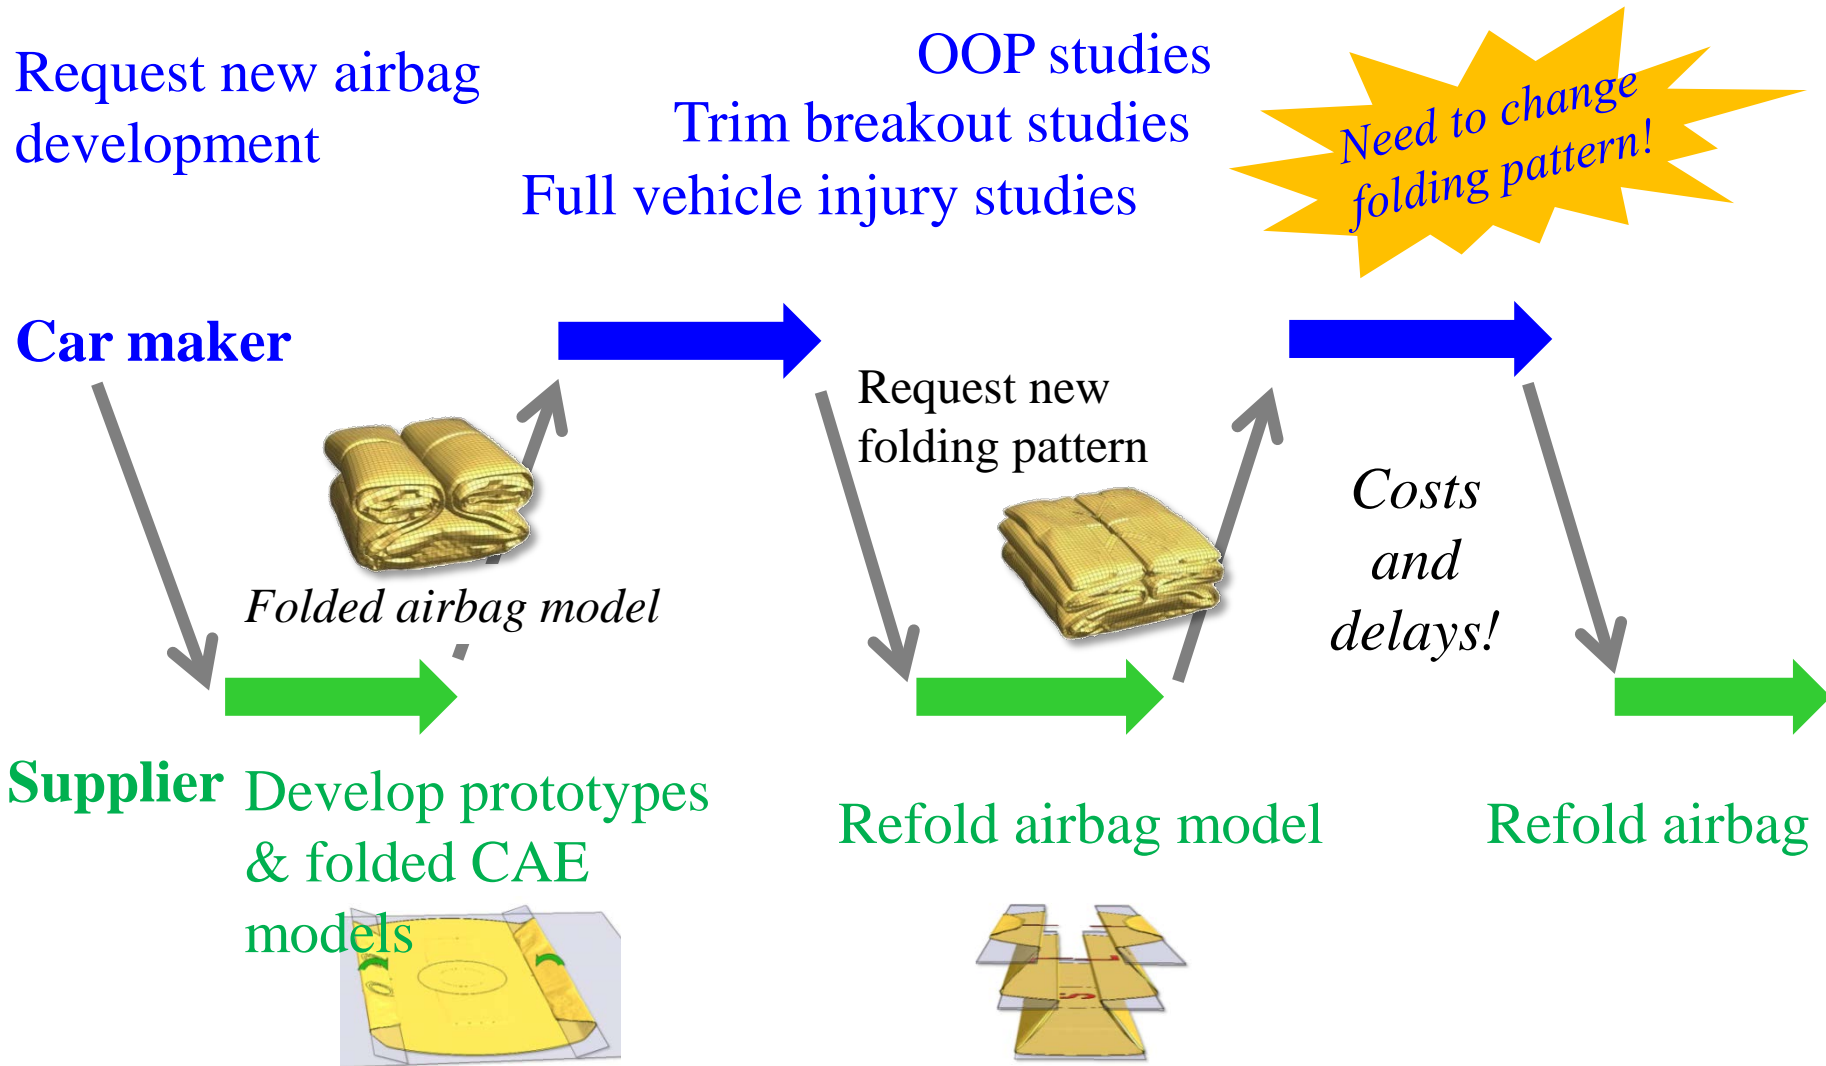 Request new airbag
development
OOP studies
Trim breakout studies
Full vehicle injury studies
Need to change
folding pattern!
Car maker
Request new
folding pattern
Costs
and
delays!
Folded airbag model
Supplier
Develop prototypes
& folded CAE
models
Refold airbag model
Refold airbag